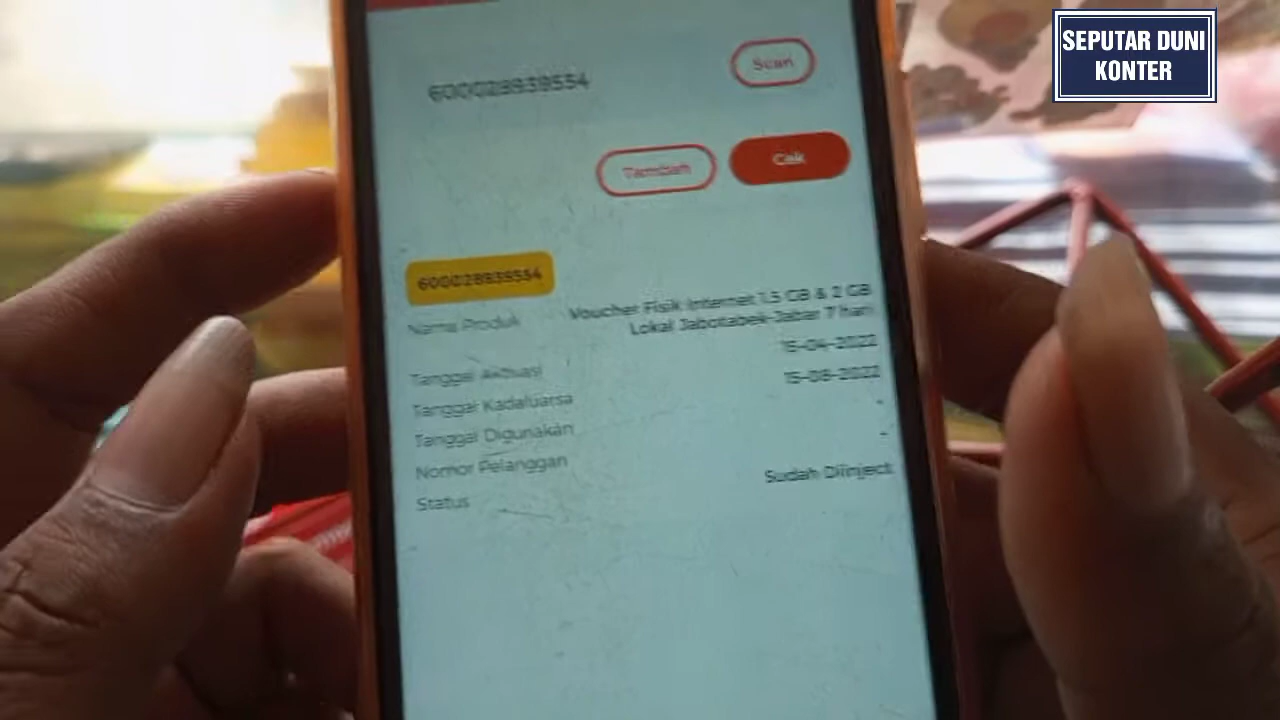 SEPUTAR DUNI
KONTER
600028939554
Scan
Tambah
Cek
600028939554
Nama Produk
Voucher Fisik Internet 1.5 GB & 2 GB
Lokal Jabotabek-Jabar 7 hari
Tanggal Aktivasi
15-04-2022
Tanggal Kadaluarsa
15-08-2022
Tanggal Digunakan
-
Nomor Pelanggan
-
Status
Sudah Diinject